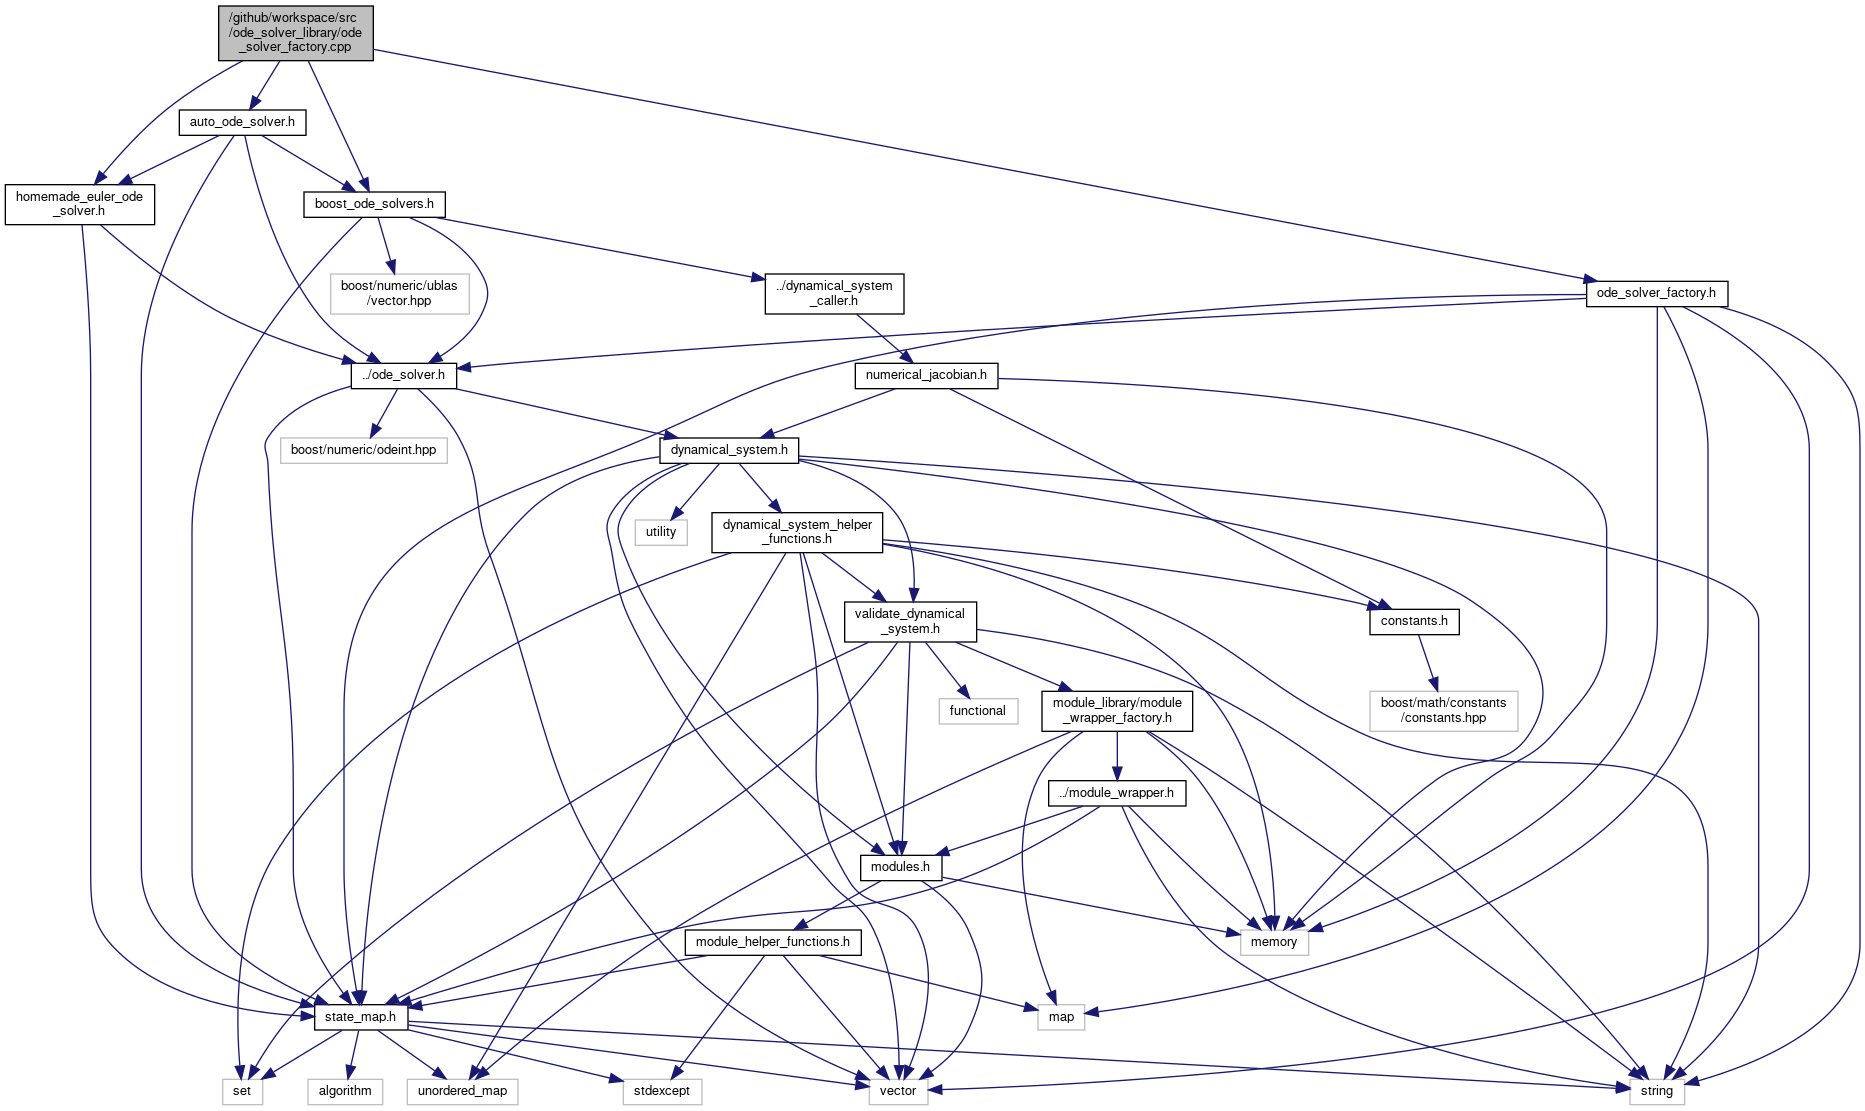 /github/workspace/src
/ode_solver_library/ode
_solver_factory.cpp
auto_ode_solver.h
homemade_euler_ode
_solver.h
boost_ode_solvers.h
boost/numeric/ublas
/vector.hpp
../dynamical_system
_caller.h
ode_solver_factory.h
../ode_solver.h
numerical_jacobian.h
boost/numeric/odeint.hpp
dynamical_system.h
utility
dynamical_system_helper
_functions.h
validate_dynamical
_system.h
constants.h
functional
module_library/module
_wrapper_factory.h
boost/math/constants
/constants.hpp
../module_wrapper.h
modules.h
module_helper_functions.h
memory
state_map.h
map
set
algorithm
unordered_map
stdexcept
vector
string